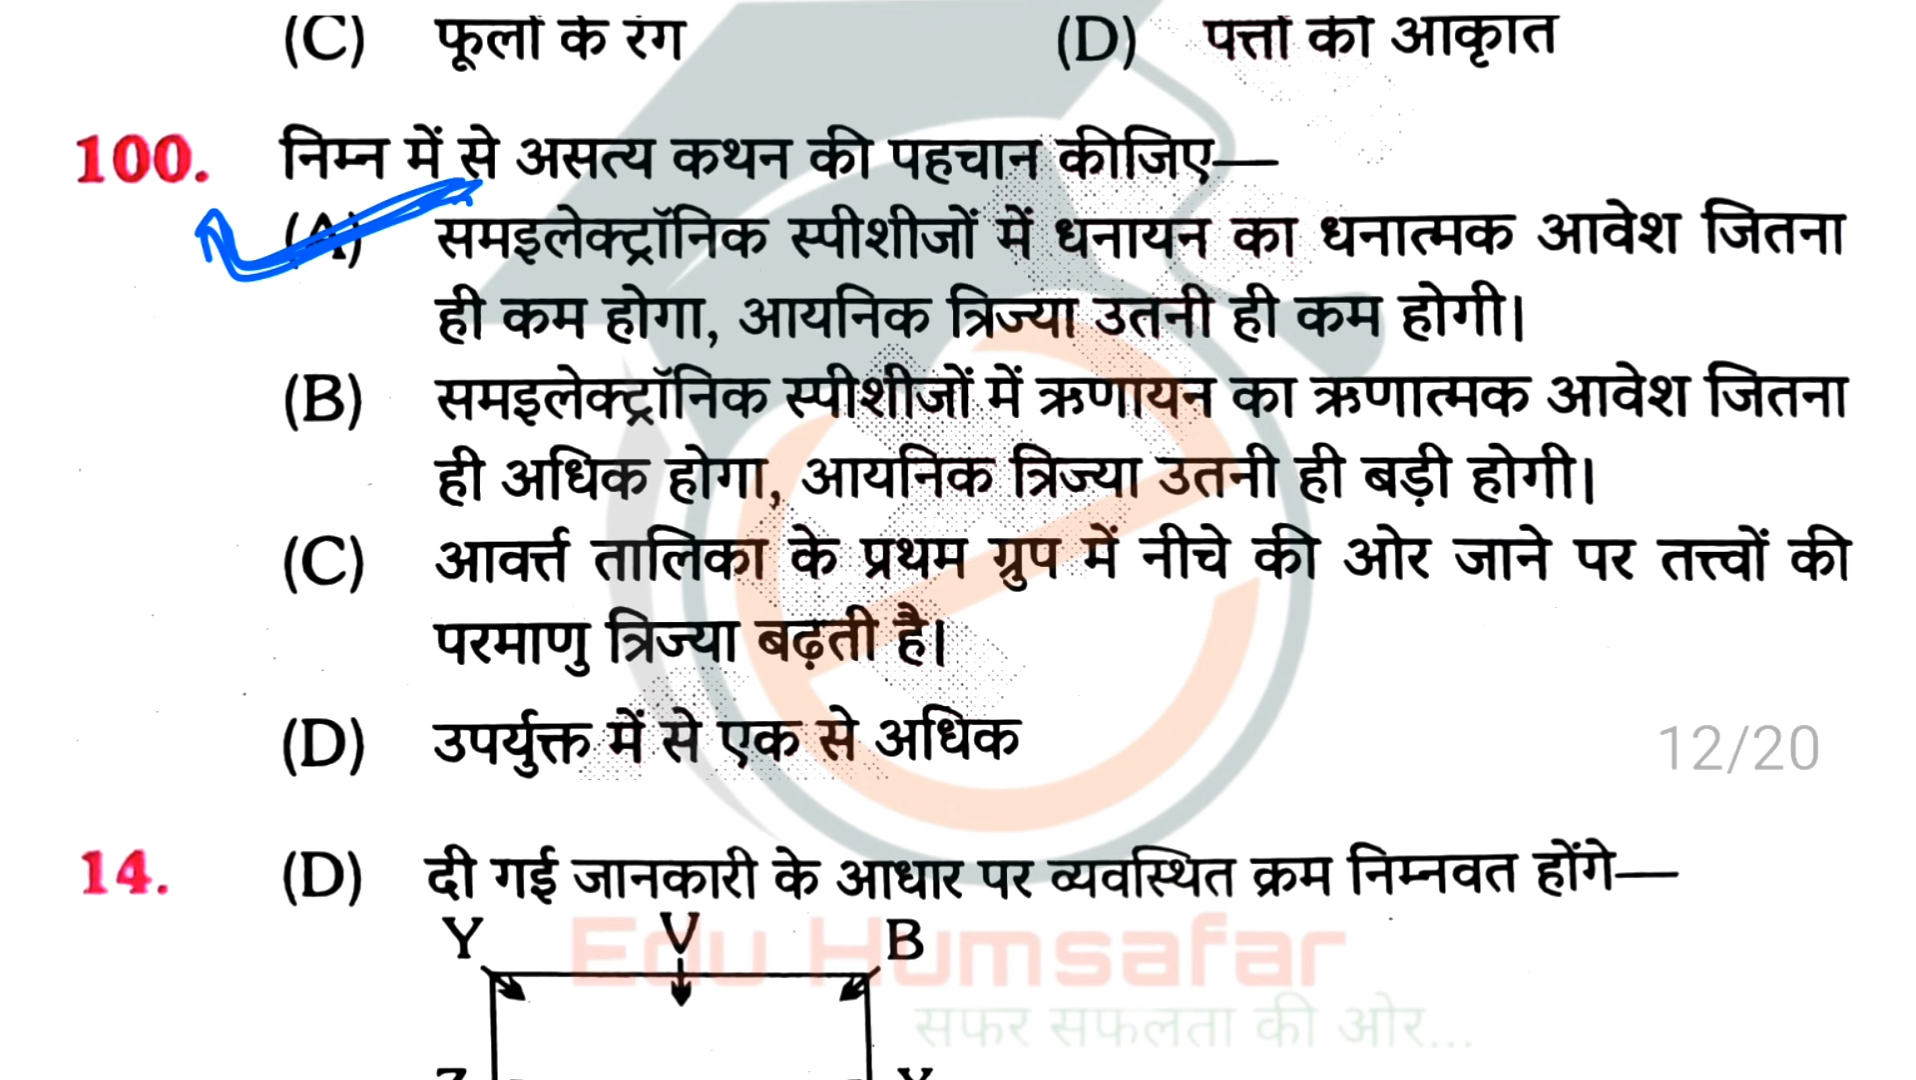 (C) फूलों के रंग (D) पत्ती की आकृति
100. निम्न में से असत्य कथन की पहचान कीजिए—
(A) समइलेक्ट्रॉनिक स्पीशीजों में धनायन का धनात्मक आवेश जितना
ही कम होगा, आयनिक त्रिज्या उतनी ही कम होगी।
(B) समइलेक्ट्रॉनिक स्पीशीजों में ऋणायन का ऋणात्मक आवेश जितना
ही अधिक होगा, आयनिक त्रिज्या उतनी ही बड़ी होगी।
(C) आवर्त्त तालिका के प्रथम ग्रुप में नीचे की ओर जाने पर तत्त्वों की
परमाणु त्रिज्या बढ़ती है।
(D) उपर्युक्त में से एक से अधिक
12/20
14. (D) दी गई जानकारी के आधार पर व्यवस्थित क्रम निम्नवत होंगे—
Y V B
Edu Humsafar
सफर सफलता की ओर...